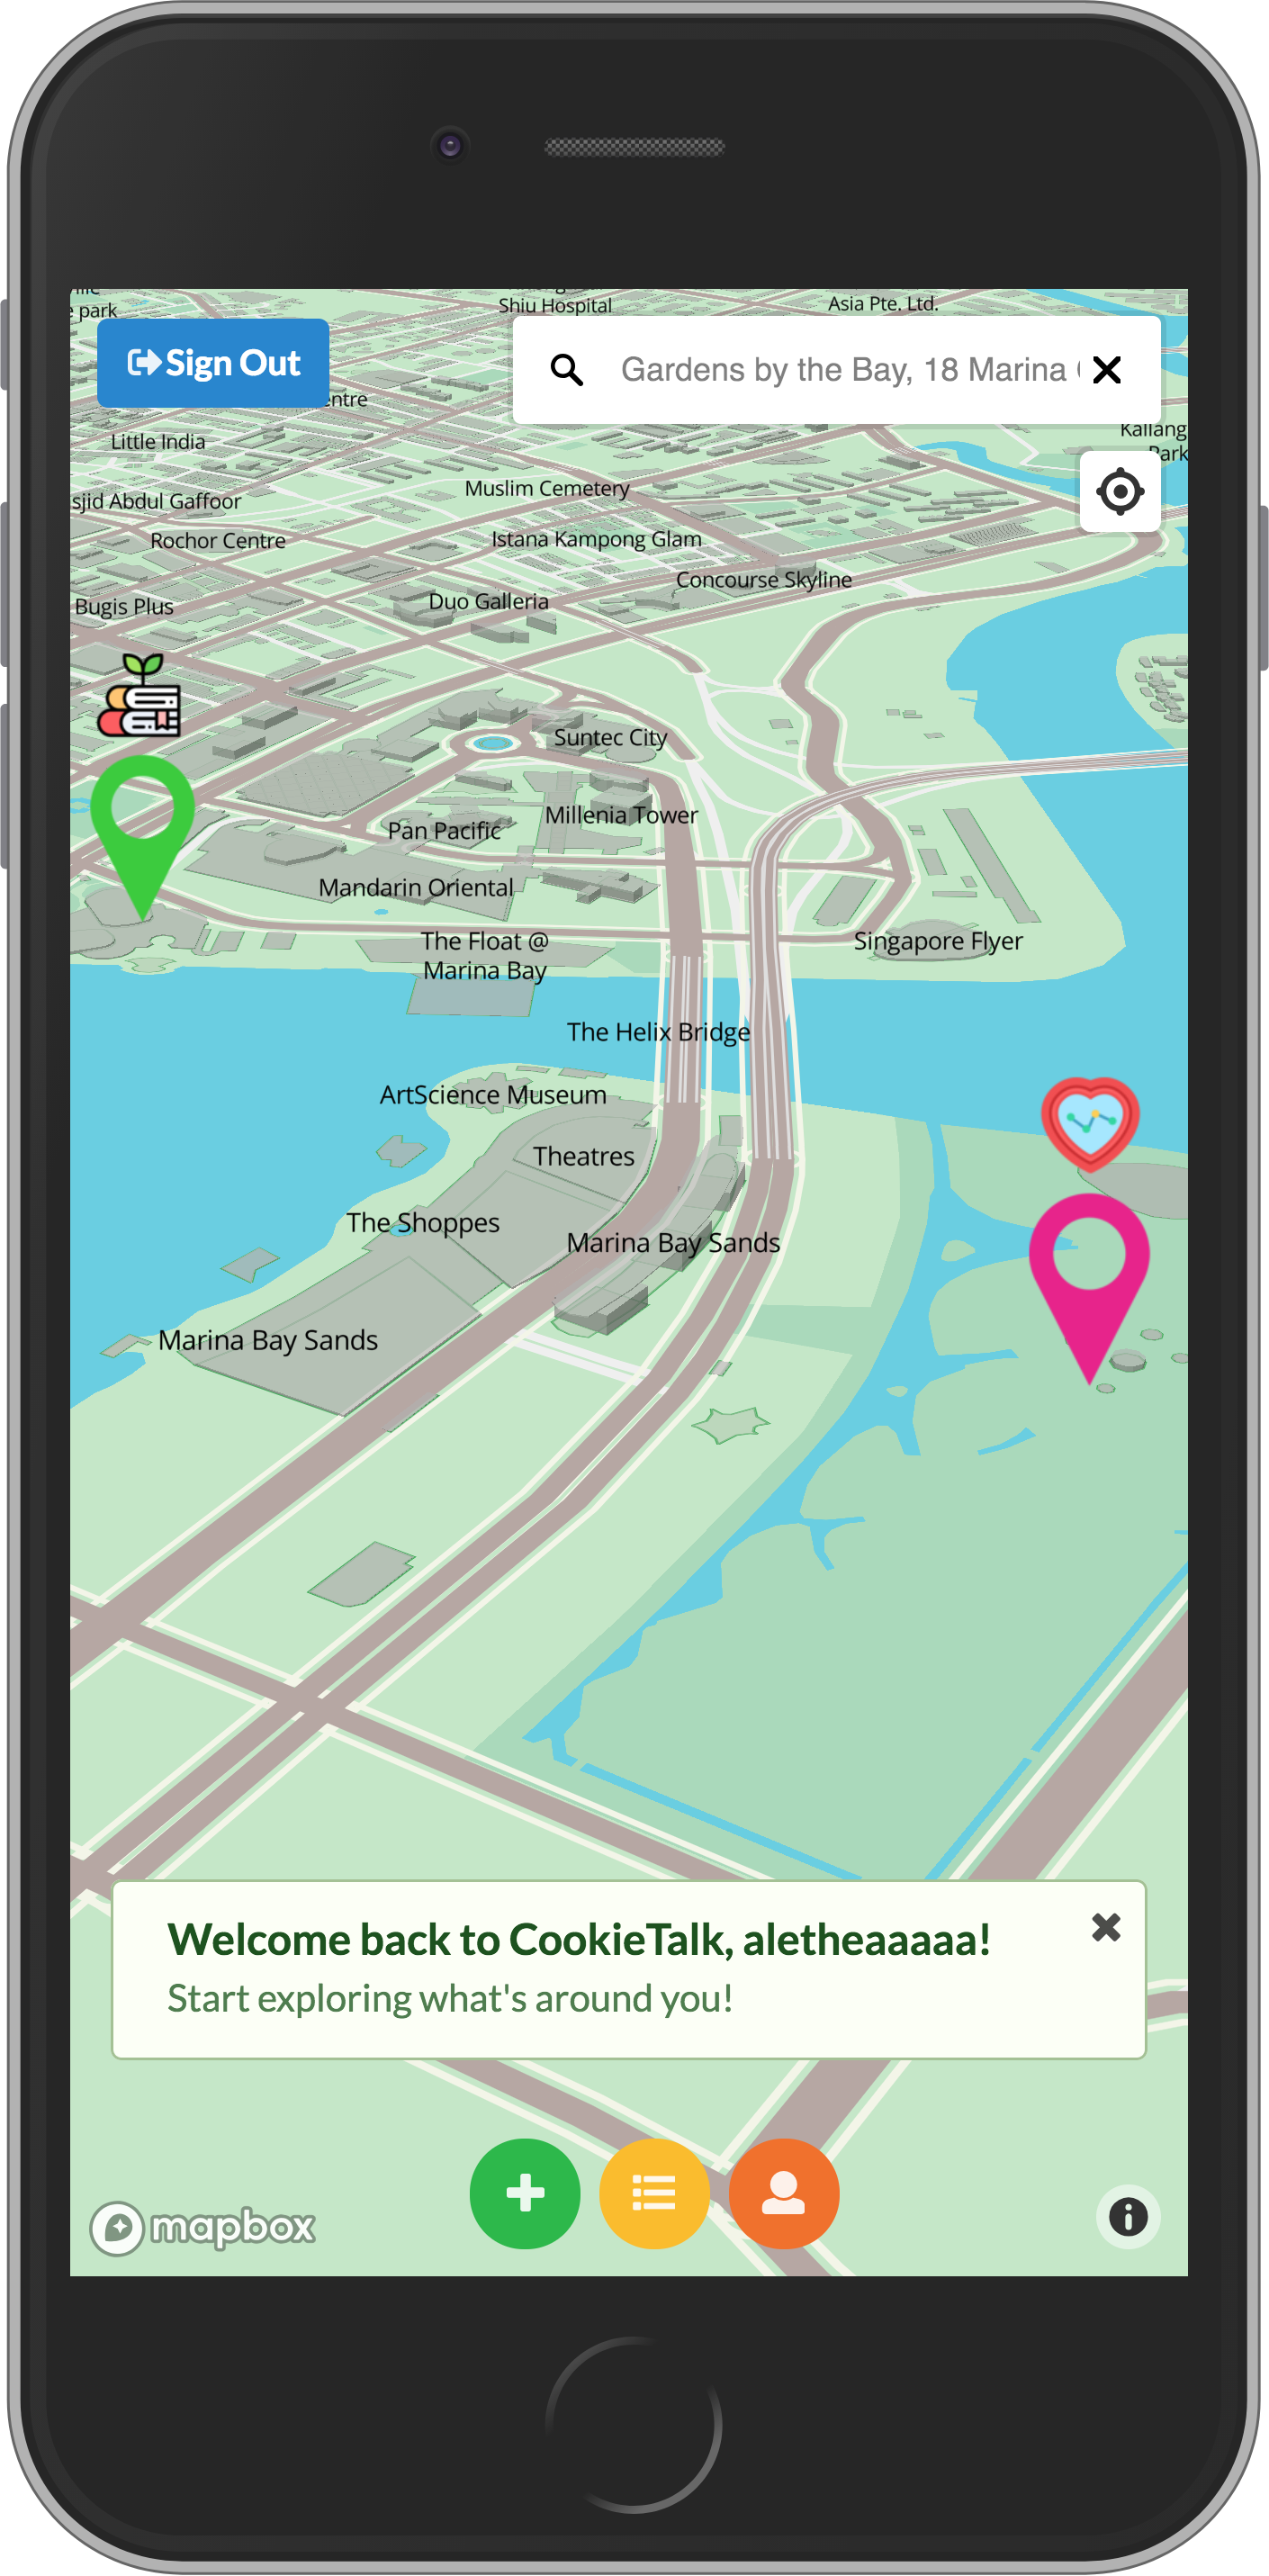 Shiu Hospital
Asia Pte. Ltd.
park
Sign Out
Gardens by the Bay, 18 Marina
Little India
Kallang
Park
Muslim Cemetery
Abdul Gaffoor
Rochor Centre
Istana Kampong Glam
Concourse Skyline
Bugis Plus
Duo Galleria
Suntec City
Millenia Tower
Pan Pacific
Mandarin Oriental
The Float @
Marina Bay
Singapore Flyer
The Helix Bridge
ArtScience Museum
Theatres
The Shoppes
Marina Bay Sands
Marina Bay Sands
Welcome back to CookieTalk, aletheaaaaa!
Start exploring what's around you!
mapbox